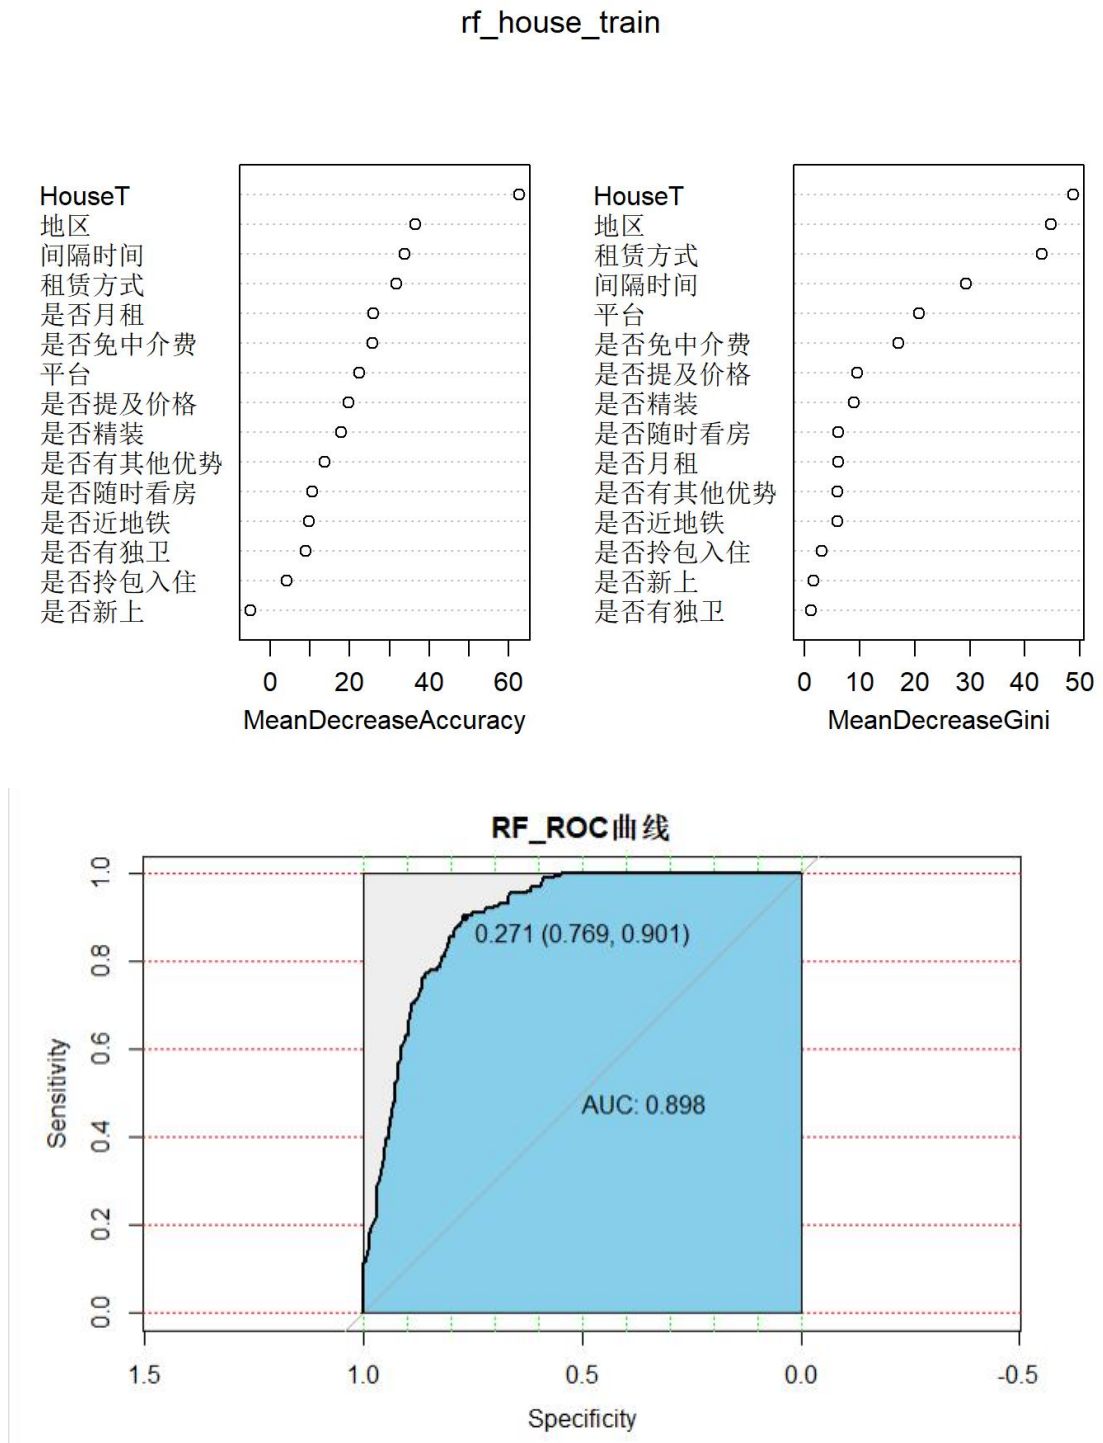 rf_house_train
HouseT
地区
间隔时间
租赁方式
是否月租
是否免中介费
平台
是否提及价格
是否精装
是否有其他优势
是否随时看房
是否近地铁
是否有独卫
是否拎包入住
是否新上
0 20 40 60
MeanDecreaseAccuracy
HouseT
地区
租赁方式
间隔时间
平台
是否免中介费
是否提及价格
是否精装
是否随时看房
是否月租
是否有其他优势
是否近地铁
是否拎包入住
是否新上
是否有独卫
0 10 20 30 40 50
MeanDecreaseGini
RF_ROC曲线
Sensitivity
1.0
0.8
0.6
0.4
0.2
0.0
0.271 (0.769, 0.901)
AUC: 0.898
1.5 1.0 0.5 0.0 -0.5
Specificity